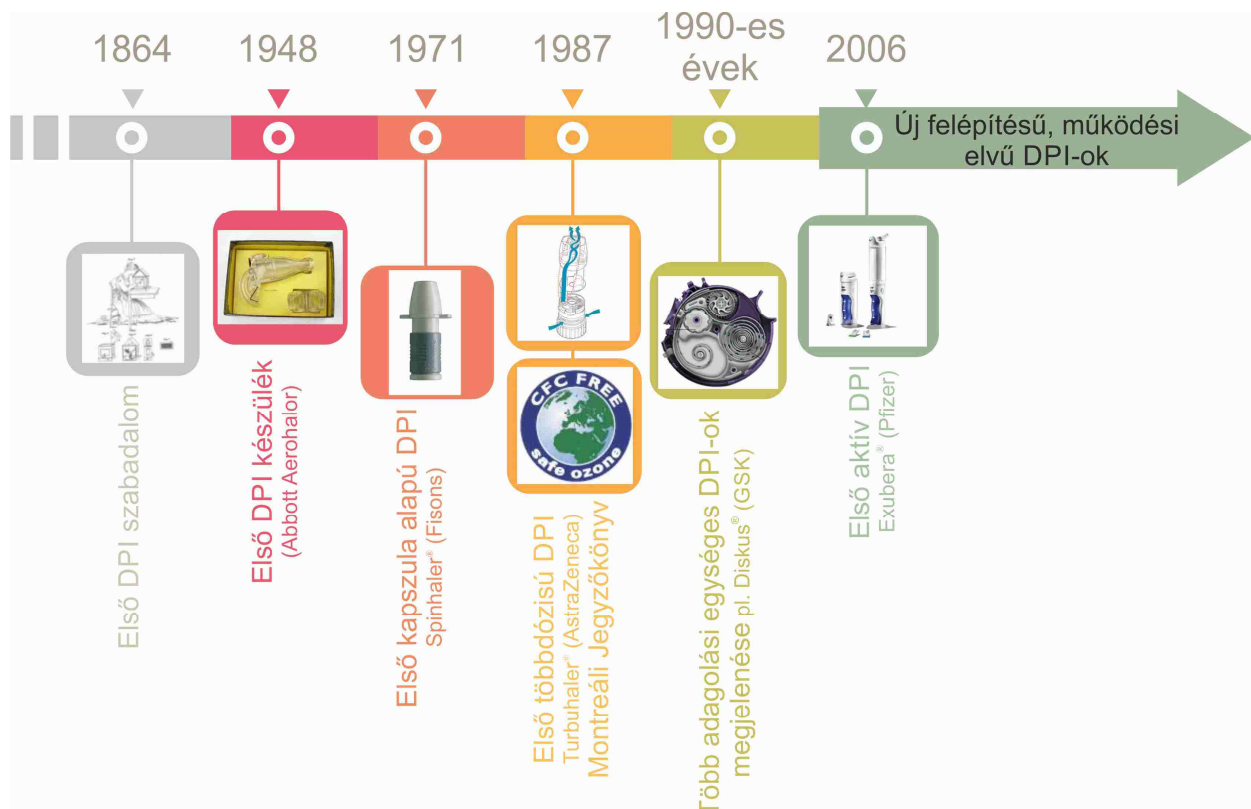 1864
1948
1971
1987
1990-es
évek
2006
Új felépítésű, működési
elvű DPI-ok
CFC FREE
safe ozone
Első DPI szabadalom
Első DPI készülék
(Abbott Aerohalor)
Első kapszula alapú DPI
Spinhaler® (Fisons)
Első többdózisú DPI
Turbuhaler® (AstraZeneca)
Montreáli Jegyzőkönyv
Több adagolási egységes DPI-ok
megjelenése pl. Diskus® (GSK)
Első aktív DPI
Exubera® (Pfizer)